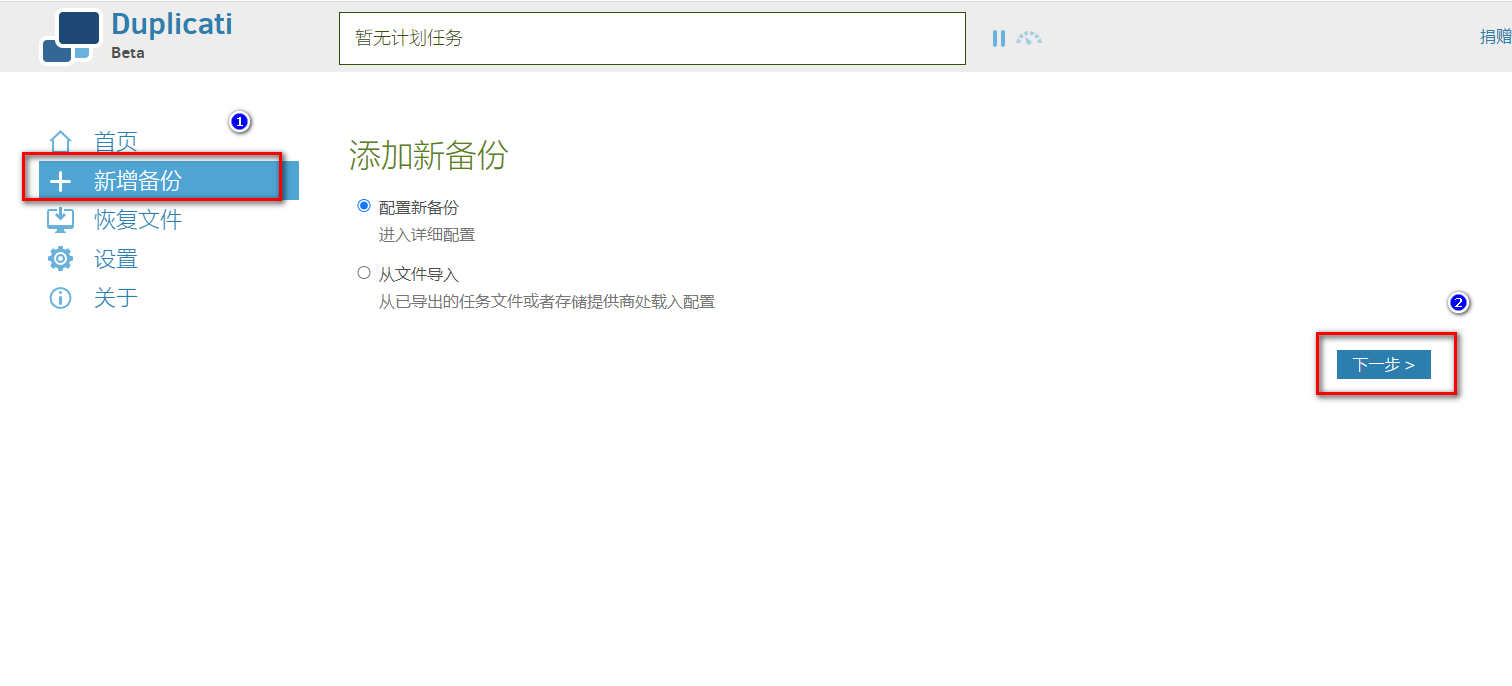 Duplicati
Beta
暂无计划任务
捐赠
1
首页
新增备份
恢复文件
设置
关于
添加新备份
配置新备份
进入详细配置
从文件导入
从已导出的任务文件或者存储提供商处载入配置
2
下一步 >